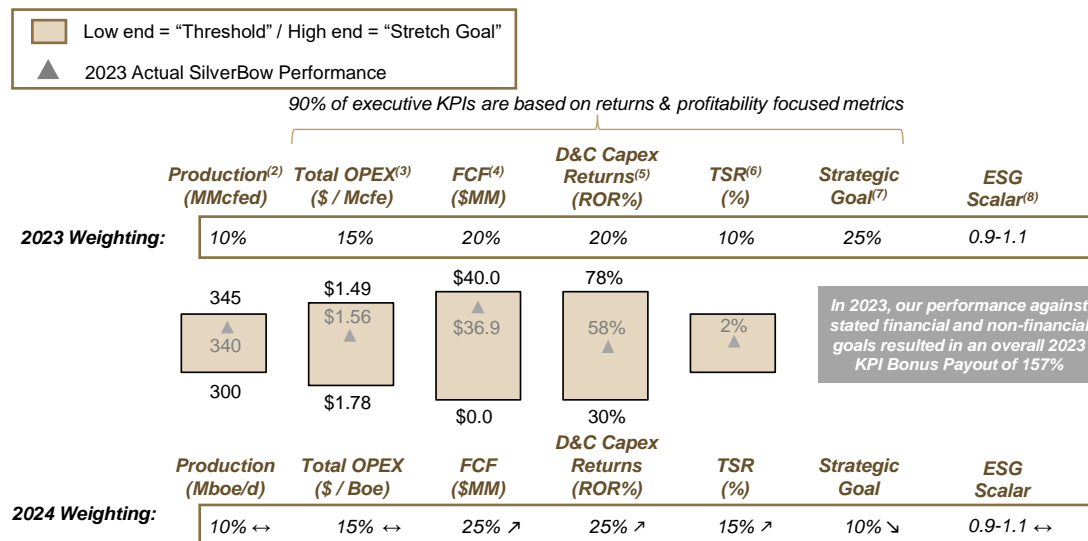 Low end = “Threshold” / High end = “Stretch Goal”
2023 Actual SilverBow Performance
90% of executive KPIs are based on returns & profitability focused metrics
Production(2) (MMcfed)
Total OPEX(3) ($ / Mcfe)
FCF(4) ($MM)
D&C Capex Returns(5) (ROR%)
TSR(6) (%)
Strategic Goal(7)
ESG Scalar(8)
2023 Weighting: 10% 15% 20% 20% 10% 25% 0.9-1.1
345 $1.49 $40.0 78%
340 $1.56 $36.9 58% 2%
300 $1.78 $0.0 30%
In 2023, our performance against
stated financial and non-financial
goals resulted in an overall 2023
KPI Bonus Payout of 157%
Production (Mboe/d)
Total OPEX ($ / Boe)
FCF ($MM)
D&C Capex Returns (ROR%)
TSR (%)
Strategic Goal
ESG Scalar
2024 Weighting: 10% ↔ 15% ↔ 25% ↗ 25% ↗ 15% ↗ 10% ↘ 0.9-1.1 ↔